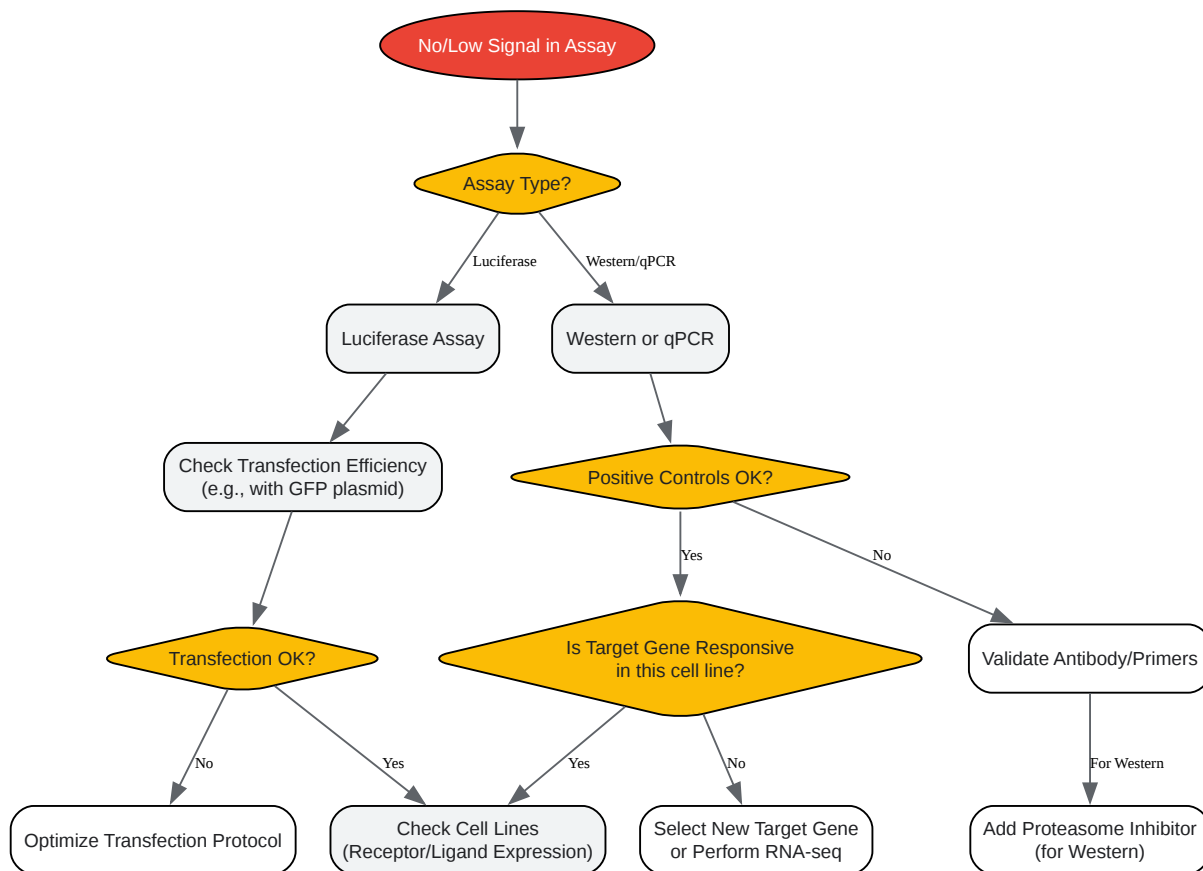 No/Low Signal in Assay
Assay Type?
Luciferase
Western/qPCR
Luciferase Assay
Western or qPCR
Check Transfection Efficiency
(e.g., with GFP plasmid)
Positive Controls OK?
Yes
No
Transfection OK?
Is Target Gene Responsive
in this cell line?
Validate Antibody/Primers
No
Yes
Yes
No
For Western
Optimize Transfection Protocol
Check Cell Lines
(Receptor/Ligand Expression)
Select New Target Gene
or Perform RNA-seq
Add Proteasome Inhibitor
(for Western)